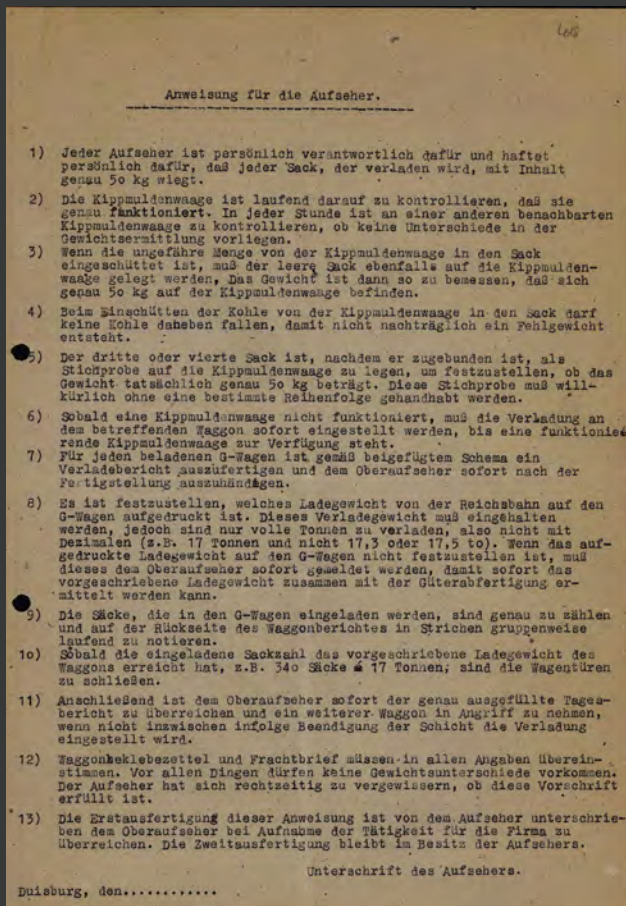 Anweisung für die Aufseher.
1) Jeder Aufseher ist persönlich verantwortlich dafür und haftet
persönlich dafür, daß jeder Sack, der verladen wird, mit Inhalt
genau 5o kg wiegt.
2) Die Kippmuldenwaage ist laufend darauf zu kontrollieren, daß sie
genau funktioniert. In jeder Stunde ist an einer anderen benachbarten
Kippmuldenwaage zu kontrollieren, ob keine Unterschiede in der
Gewichtsermittlung vorliegen.
3) Wenn die ungefähre Menge von der Kippmuldenwaage in den Sack
eingeschüttet ist, muß der leere Sack ebenfalls auf die Kippmulden-
waage gelegt werden, Das Gewicht ist dann so zu bemessen, daß sich
genau 5o kg auf der Kippmuldenwaage befinden.
4) Beim Einschütten der Kohle von der Kippmuldenwaage in den Sack darf
keine Kohle daneben fallen, damit nicht nachträglich ein Fehlgewicht
entsteht.
5) Der dritte oder vierte Sack ist, nachdem er zugebunden ist, als
Stichprobe auf die Kippmuldenwaage zu legen, um festzustellen, ob das
Gewicht tatsächlich genau 5o kg beträgt. Diese Stichprobe muß will-
kürlich ohne eine bestimmte Reihenfolge gehandhabt werden.
6) Sobald eine Kippmuldenwaage nicht funktioniert, muß die Verladung an
dem betreffenden Waggon sofort eingestellt werden, bis eine funktionie-
rende Kippmuldenwaage zur Verfügung steht.
7) Für jeden beladenen G-Wagen ist gemäß beigefügtem Schema ein
Verladebericht auszufertigen und dem Oberaufseher sofort nach der
Fertigstellung auszuhändigen.
8) Es ist festzustellen, welches Ladegewicht von der Reichsbahn auf den
G-Wagen aufgedruckt ist. Dieses Verladegewicht muß eingehalten
werden, jedoch sind nur volle Tonnen zu verladen, also nicht mit
Dezimalen (z.B. 17 Tonnen und nicht 17,3 oder 17,5 to). Wenn das auf-
gedruckte Ladegewicht auf den G-Wagen nicht festzustellen ist, muß
dieses dem Oberaufseher sofort gemeldet werden, damit sofort das
vorgeschriebene Ladegewicht zusammen mit der Güterabfertigung er-
mittelt werden kann.
9) Die Säcke, die in den G-Wagen eingeladen werden, sind genau zu zählen
und auf der Rückseite des Waggonberichtes in Strichen gruppenweise
laufend zu notieren.
1o) Sobald die eingeladene Sackzahl das vorgeschriebene Ladegewicht des
Waggons erreicht hat, z.B. 34o Säcke 17 Tonnen, sind die Wagentüren
zu schließen.
11) Anschließend ist dem Oberaufseher sofort der genau ausgefüllte Tages-
bericht zu überreichen und ein weiterer Waggon in Angriff zu nehmen,
wenn nicht inzwischen infolge Beendigung der Schicht die Verladung
eingestellt wird.
12) Waggonbeklebezettel und Frachtbrief müssen in allen Angaben überein-
stimmen. Vor allen Dingen dürfen keine Gewichtsunterschiede vorkommen.
Der Aufseher hat sich rechtzeitig zu vergewissern, ob diese Vorschrift
erfüllt ist.
13) Die Erstausfertigung dieser Anweisung ist von dem Aufseher unterschrie-
ben dem Oberaufseher bei Aufnahme der Tätigkeit für die Firma zu
überreichen. Die Zweitausfertigung bleibt im Besitz der Aufsehers.
Unterschrift des Aufsehers.
Duisburg, den............